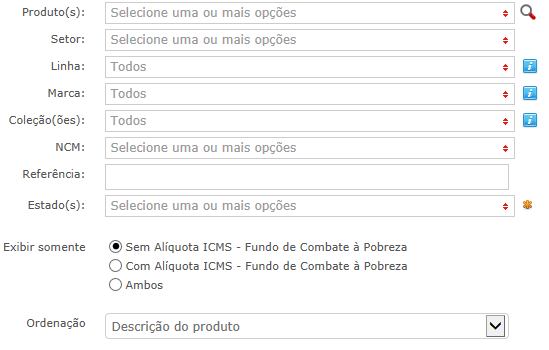 Produto(s): Selecione uma ou mais opções
Setor: Selecione uma ou mais opções
Linha: Todos
Marca: Todos
Coleção(ões): Todos
NCM: Selecione uma ou mais opções
Referência:
Estado(s): Selecione uma ou mais opções
Exibir somente Sem Alíquota ICMS - Fundo de Combate à Pobreza
Com Alíquota ICMS - Fundo de Combate à Pobreza
Ambos
Ordenação Descrição do produto